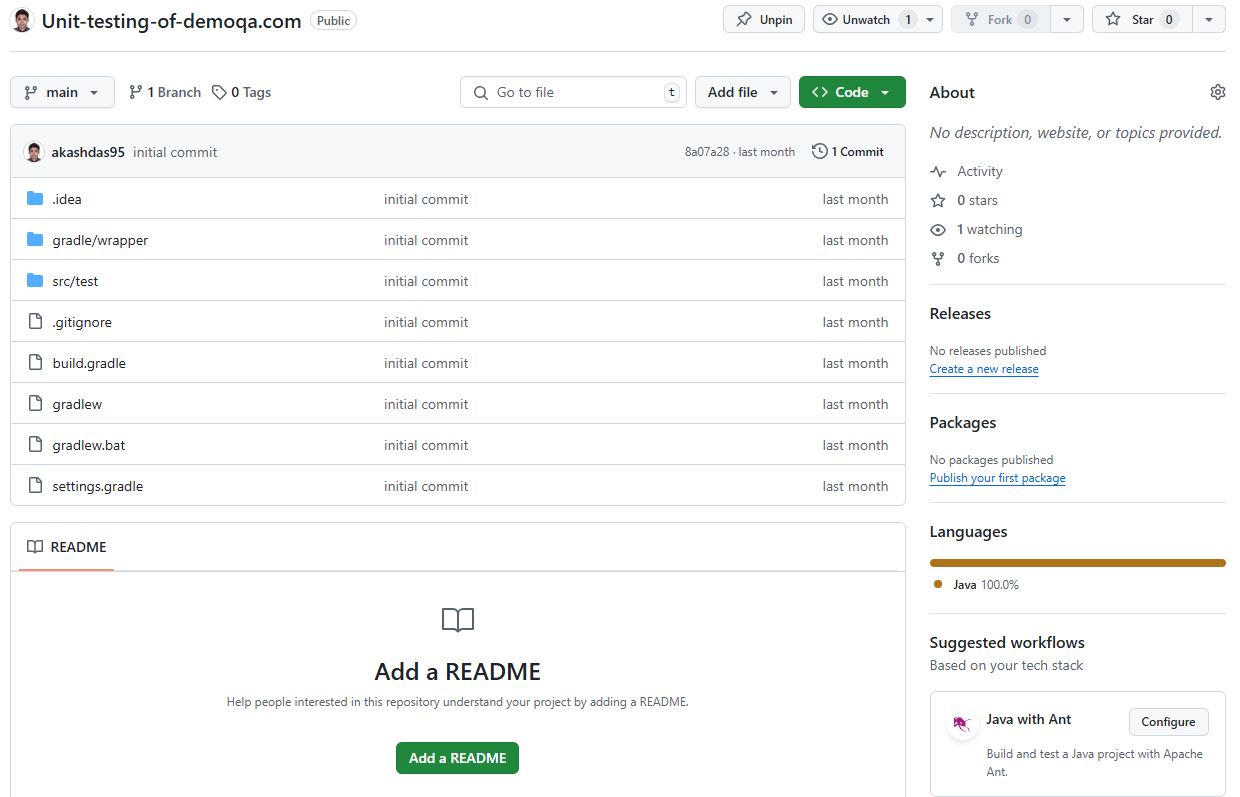 Unit-testing-of-demoqa.com Public Unpin Unwatch 1 Fork 0 Star 0
main 1 Branch 0 Tags Go to file t Add file Code
akashdas95 initial commit 8a07a28 · last month 1 Commit
.idea initial commit last month
gradle/wrapper initial commit last month
src/test initial commit last month
.gitignore initial commit last month
build.gradle initial commit last month
gradlew initial commit last month
gradlew.bat initial commit last month
settings.gradle initial commit last month
README
Add a README
Help people interested in this repository understand your project by adding a README.
Add a README
About
No description, website, or topics provided.
Activity
0 stars
1 watching
0 forks
Releases
No releases published
Create a new release
Packages
No packages published
Publish your first package
Languages
Java 100.0%
Suggested workflows
Based on your tech stack
Java with Ant Configure
Build and test a Java project with Apache
Ant.